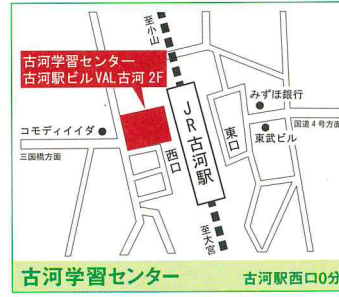 至小山
古河学習センター
古河駅ビル VAL古河 2F
みずほ銀行
コモディイイダ
JR古河駅
東口
国道4号方面
東武ビル
三国橋方面
西口
至大宮
古河学習センター
古河駅西口0分